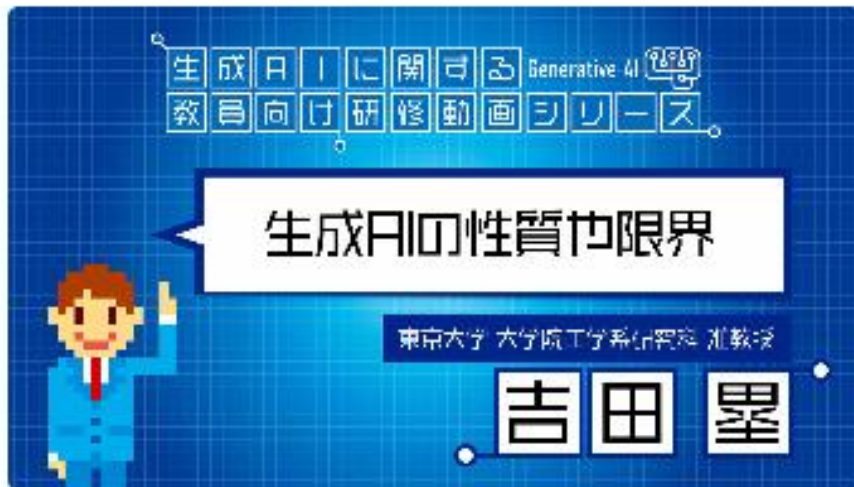 生成AIに関する Generative AI
教員向け研修動画シリーズ
生成AIの性質や限界
東京大学 大学院工学系研究科 准教授
吉田 塁